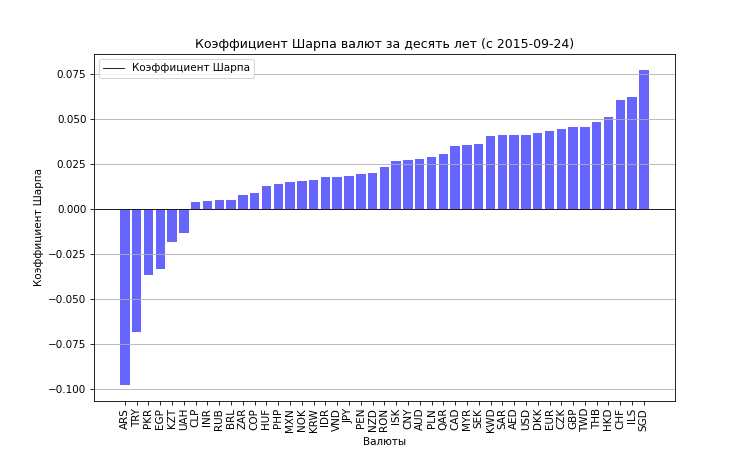 Коэффициент Шарпа валют за десять лет (с 2015-09-24)
Коэффициент Шарпа
0.075
0.050
0.025
0.000
−0.025
−0.050
−0.075
−0.100
Коэффициент Шарпа
ARS TRY PKR EGP KZT UAH CLP INR RUB BRL ZAR COP HUF PHP MXN NOK KRW IDR VND JPY PEN NZD RON ISK CNY AUD PLN QAR CAD MYR SEK KWD SAR AED USD DKK EUR CZK GBP TWD THB HKD CHF ILS SGD
Валюты